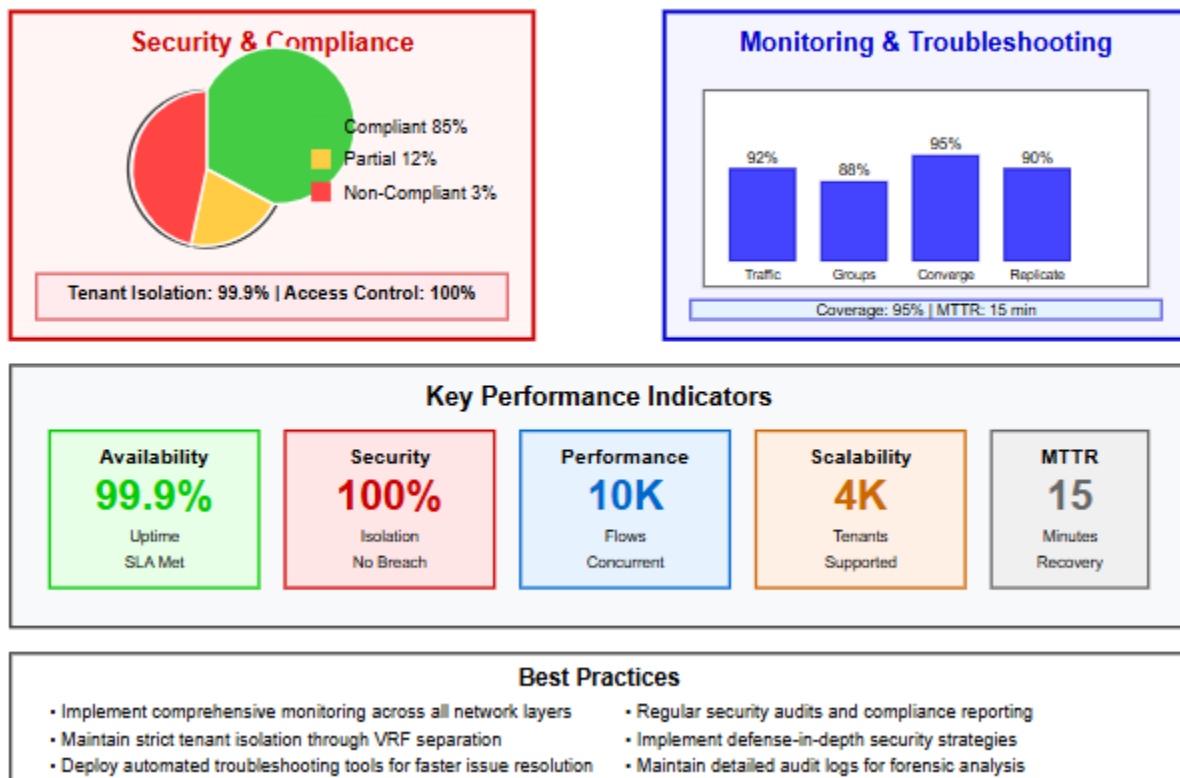 Security & Compliance
Compliant 85%
Partial 12%
Non-Compliant 3%
Tenant Isolation: 99.9% | Access Control: 100%
Monitoring & Troubleshooting
92%
88%
95%
90%
Traffic
Groups
Converge
Replicate
Coverage: 95% | MTTR: 15 min
Key Performance Indicators
Availability
99.9%
Uptime
SLA Met
Security
100%
Isolation
No Breach
Performance
10K
Flows
Concurrent
Scalability
4K
Tenants
Supported
MTTR
15
Minutes
Recovery
Best Practices
• Implement comprehensive monitoring across all network layers
• Maintain strict tenant isolation through VRF separation
• Deploy automated troubleshooting tools for faster issue resolution
• Regular security audits and compliance reporting
• Implement defense-in-depth security strategies
• Maintain detailed audit logs for forensic analysis